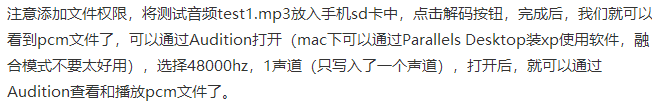 注意添加文件权限，将测试音频test1.mp3放入手机sd卡中，点击解码按钮，完成后，我们就可以
看到pcm文件了，可以通过Audition打开（mac下可以通过Parallels Desktop装xp使用软件，融
合模式不要太好用），选择48000hz，1声道（只写入了一个声道），打开后，就可以通过
Audition查看和播放pcm文件了。